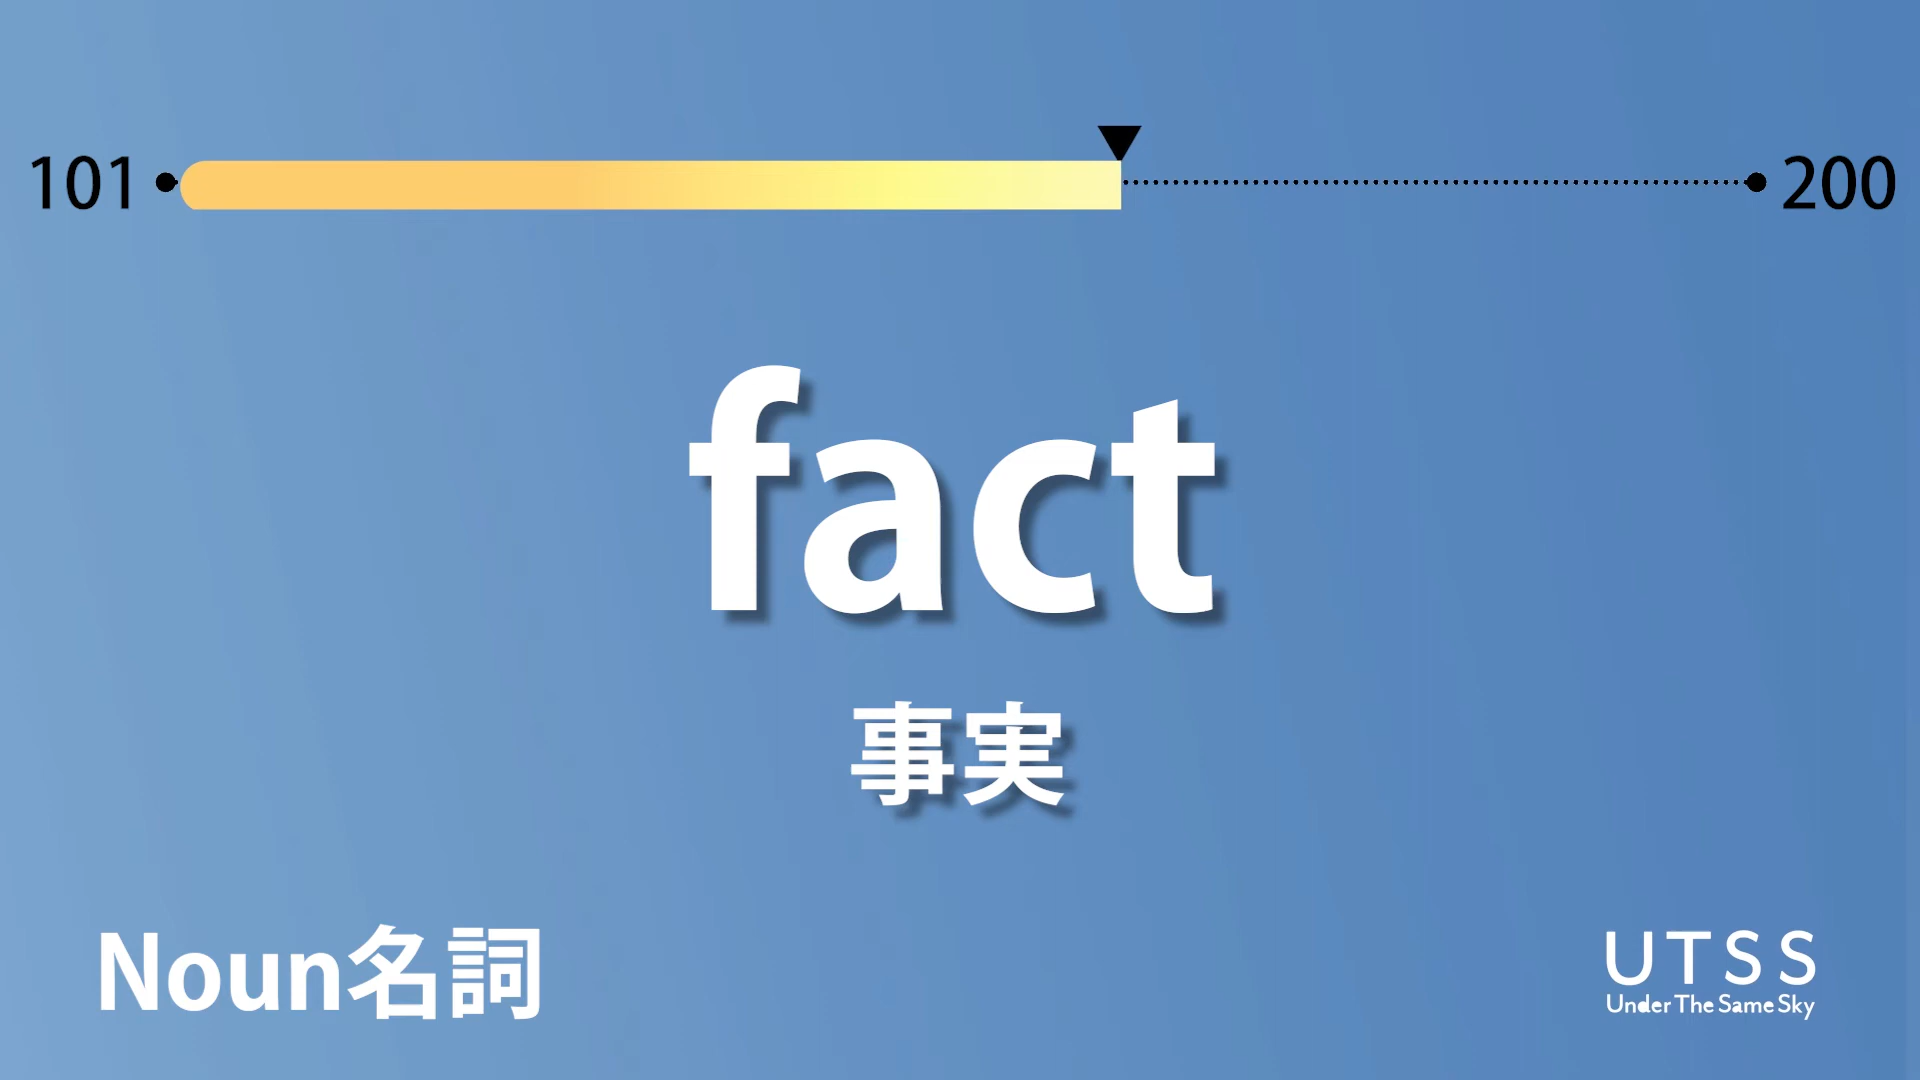 101
200
fact
事実
Noun名詞
UTSS
Under The Same Sky